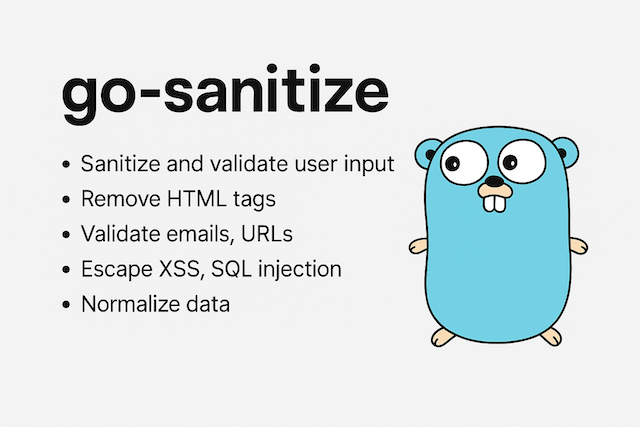 go-sanitize
• Sanitize and validate user input
• Remove HTML tags
• Validate emails, URLs
• Escape XSS, SQL injection
• Normalize data